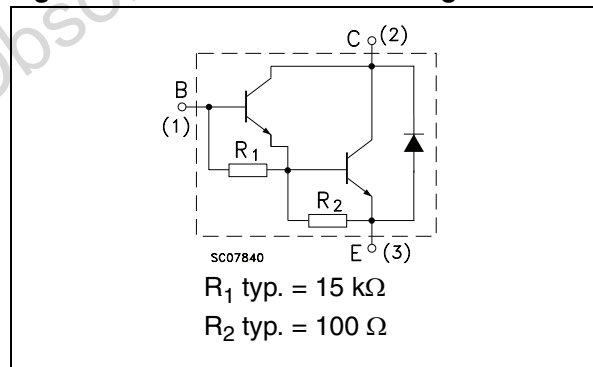 C (2)
B
(1)
R₁
R₂
SC07840
E (3)
R₁ typ. = 15 kΩ
R₂ typ. = 100 Ω